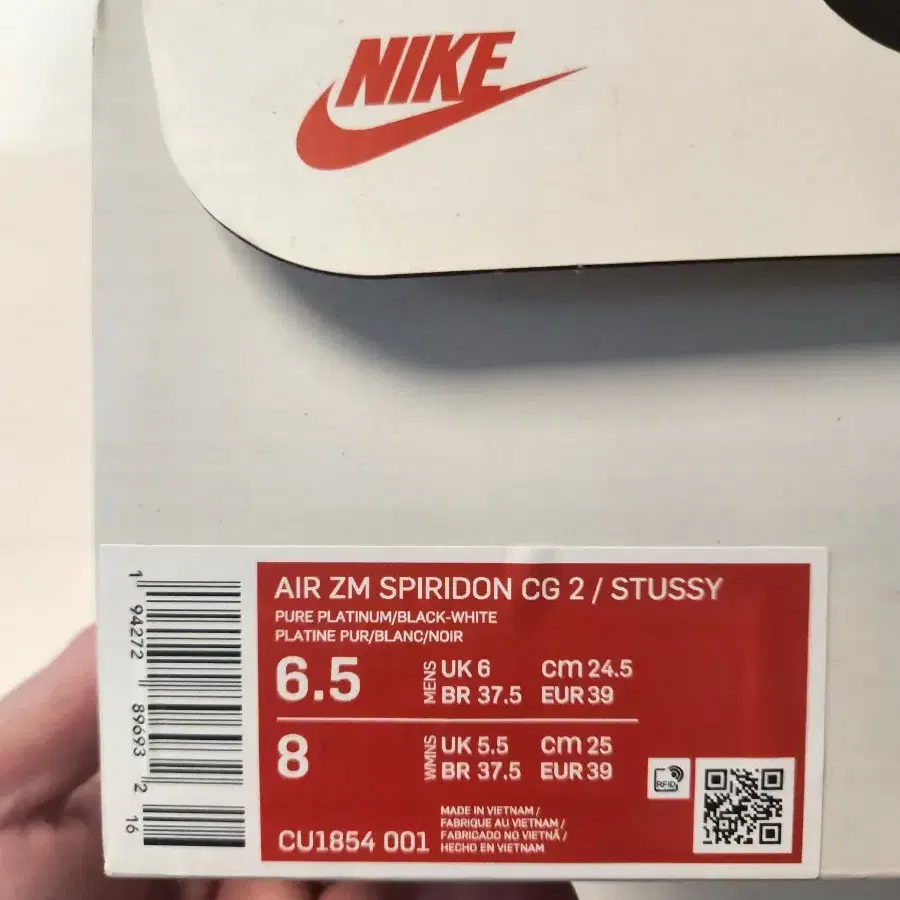 NIKE
AIR ZM SPIRIDON CG 2 / STUSSY
PURE PLATINUM/BLACK-WHITE
PLATINE PUR/BLANC/NOIR
6.5
MENS
UK 6 CM 24.5
BR 37.5 EUR 39
8
WMNS
UK 5.5 CM 25
BR 37.5 EUR 39
CU1854 001
MADE IN VIETNAM /
FABRIQUE AU VIETNAM /
FABRICADO NO VIETNÃ /
HECHO EN VIETNAM
RFID
1 94272 89693 2 16